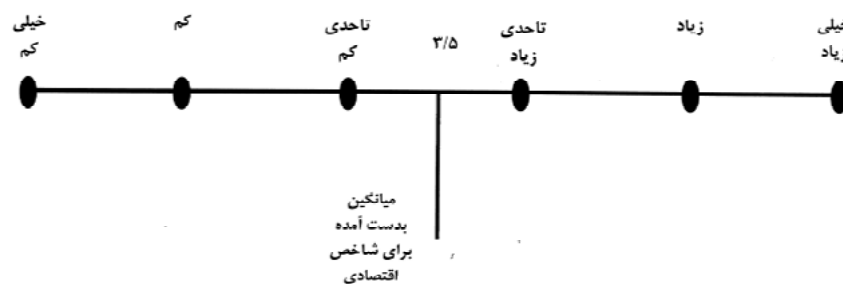 خیلی
کم
کم
تاحدی
کم
۳/۵
تاحدی
زیاد
زیاد
خیلی
زیاد
میانگین
بدست آمده
برای شاخص
اقتصادی